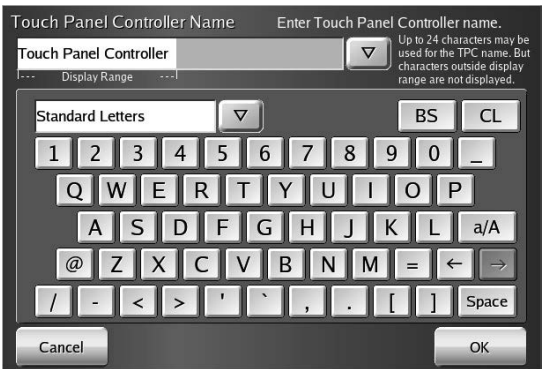 Touch Panel Controller Name
Enter Touch Panel Controller name.
Touch Panel Controller
▽
Up to 24 characters may be
used for the TPC name. But
characters outside display
range are not displayed.
|--- Display Range ---|
Standard Letters ▽ BS CL
1 2 3 4 5 6 7 8 9 0 _
Q W E R T Y U I O P
A S D F G H J K L a/A
@ Z X C V B N M = ← →
/ - < > ' ` , . [ ] Space
Cancel OK